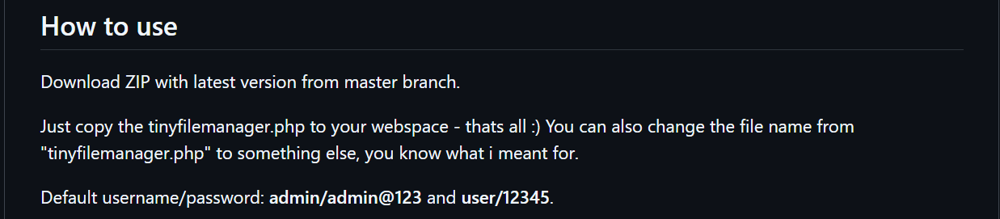 How to use
Download ZIP with latest version from master branch.
Just copy the tinyfilemanager.php to your webspace - thats all :) You can also change the file name from
"tinyfilemanager.php" to something else, you know what i meant for.
Default username/password: admin/admin@123 and user/12345.